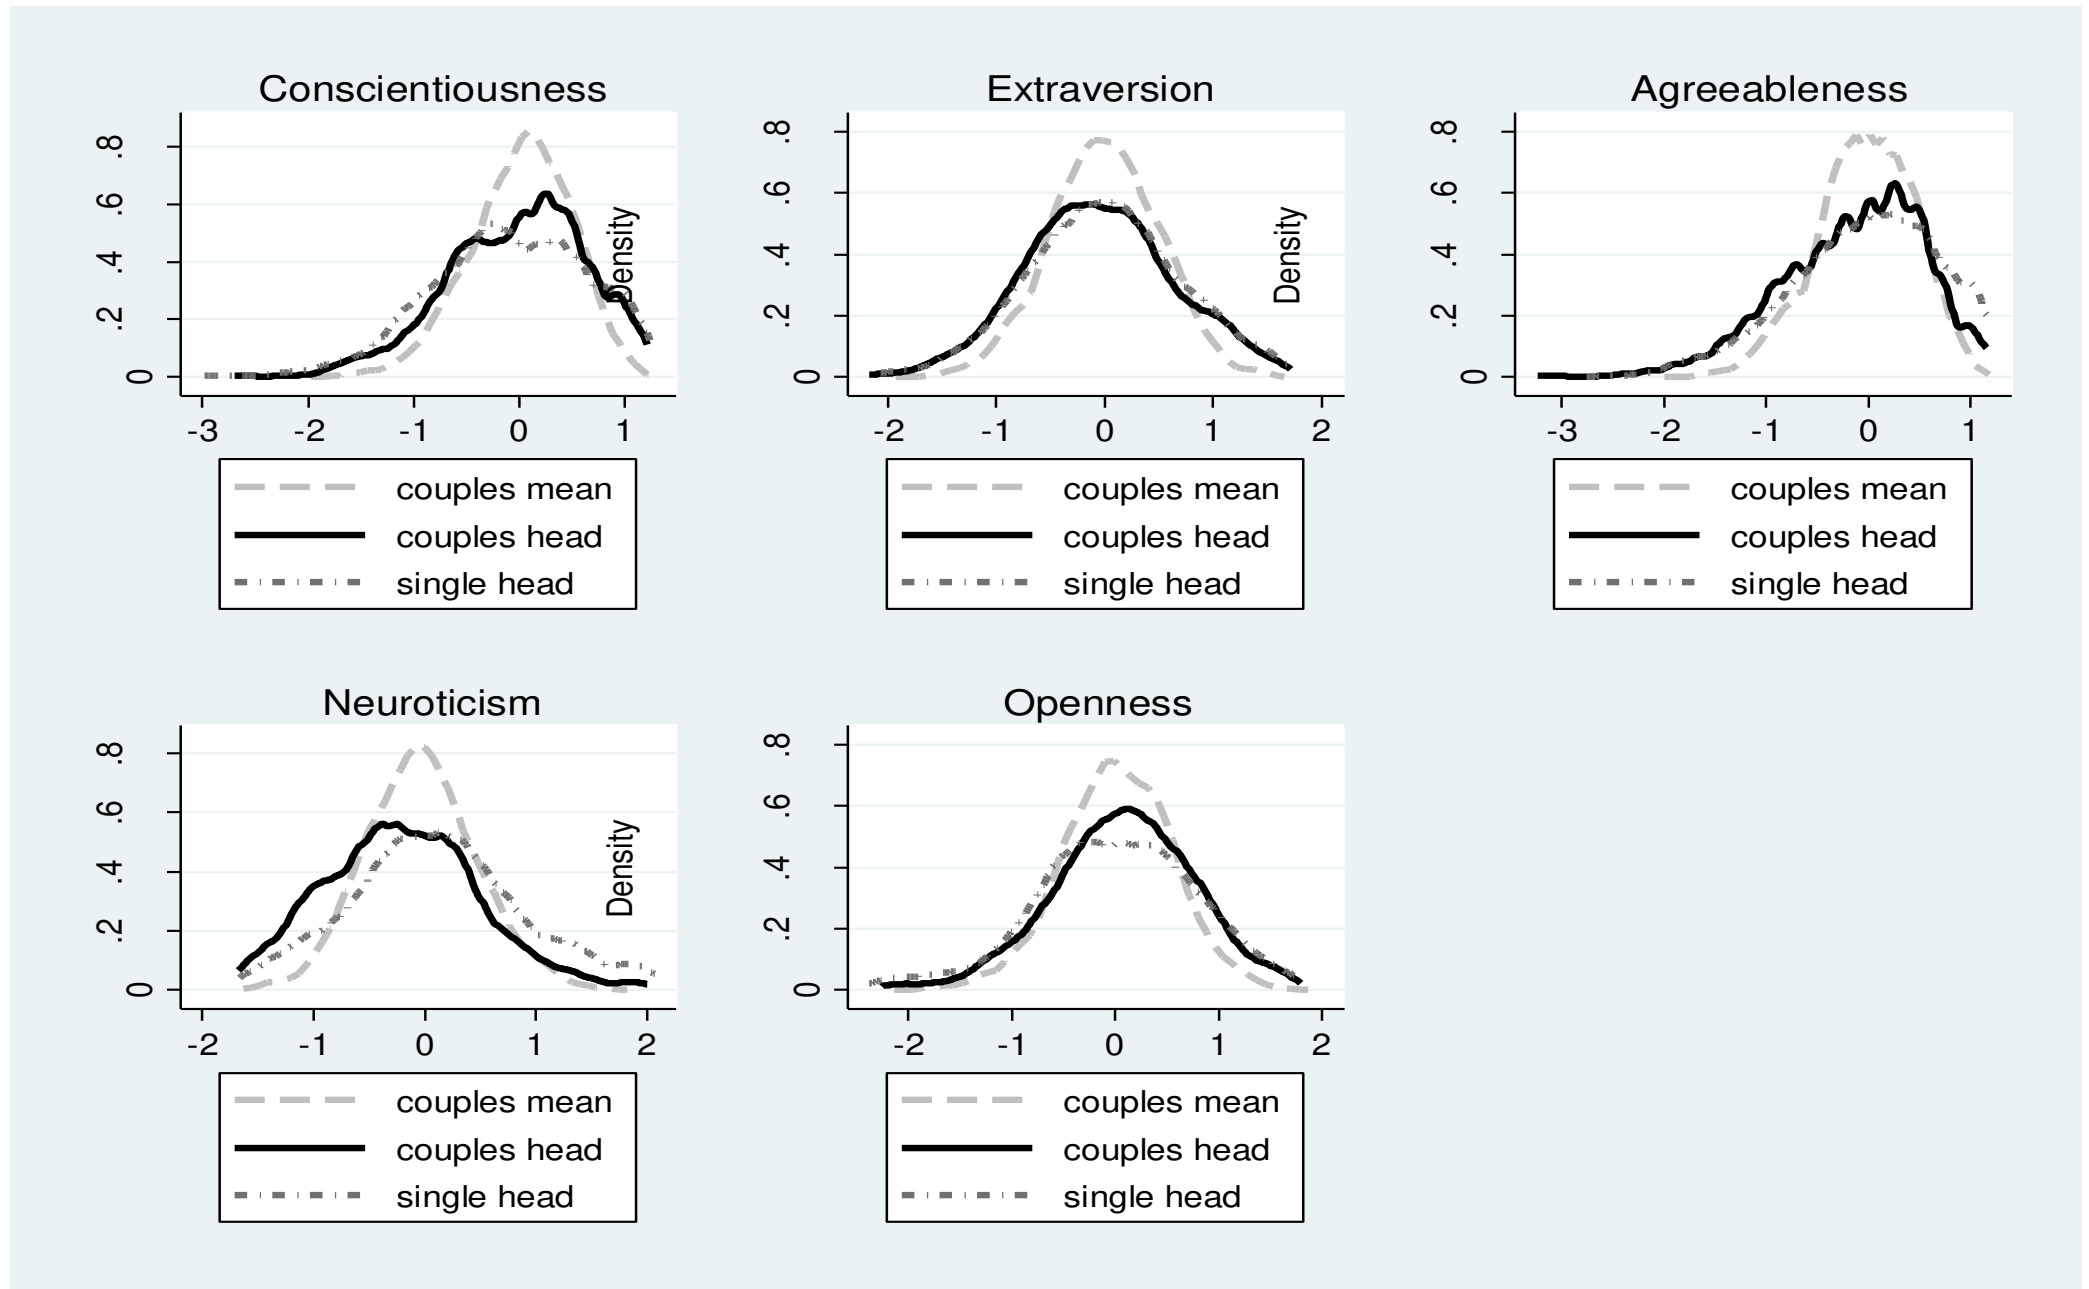 Conscientiousness
.8
.6
.4
.2
0
Density
-3 -2 -1 0 1
couples mean
couples head
single head
Extraversion
.8
.6
.4
.2
0
Density
-2 -1 0 1 2
couples mean
couples head
single head
Agreeableness
.8
.6
.4
.2
0
-3 -2 -1 0 1
couples mean
couples head
single head
Neuroticism
.8
.6
.4
.2
0
Density
-2 -1 0 1 2
couples mean
couples head
single head
Openness
.8
.6
.4
.2
0
-2 -1 0 1 2
couples mean
couples head
single head